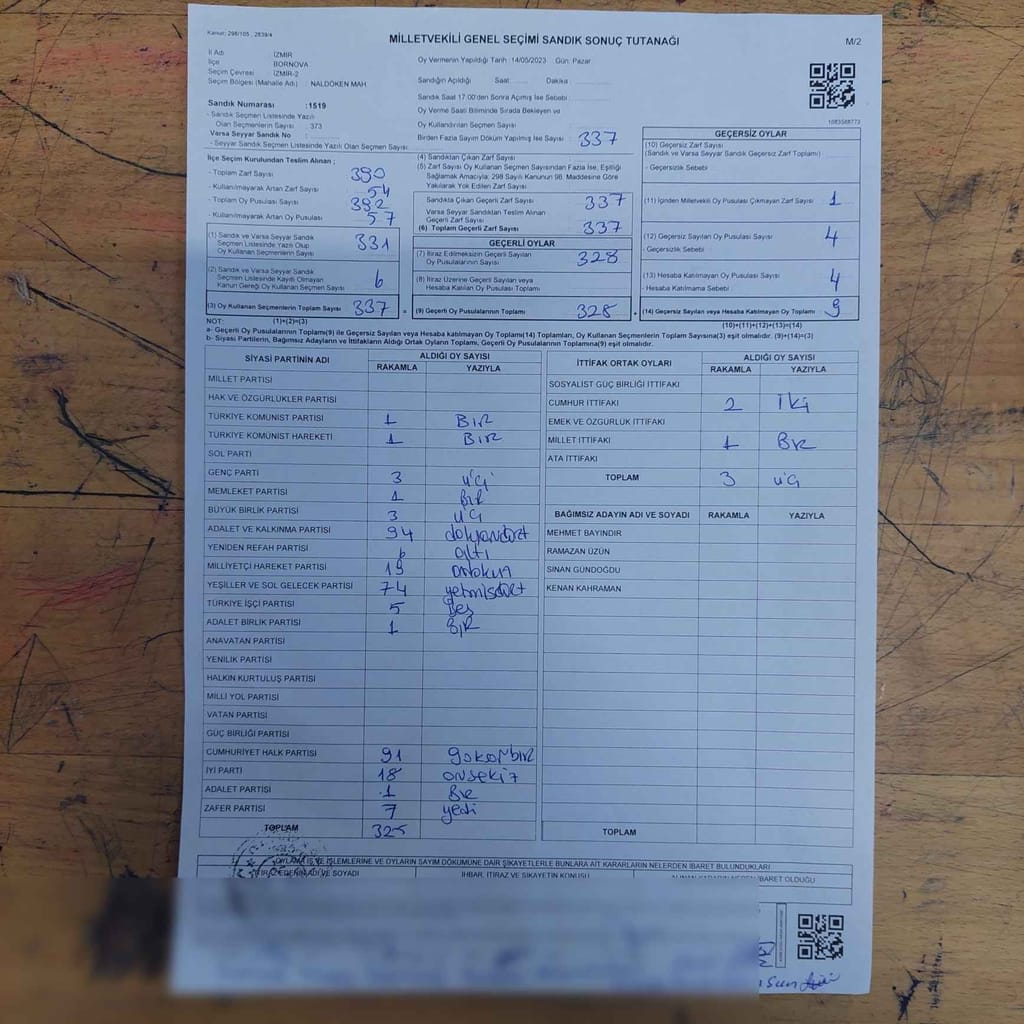 Kanun: 298/105 , 2839/4
MİLLETVEKİLİ GENEL SEÇİMİ SANDIK SONUÇ TUTANAĞI
M/2
İl Adı : İZMİR
İlçe : BORNOVA
Seçim Çevresi : İZMİR-2
Seçim Bölgesi (Mahalle Adı) : NALDÖKEN MAH
Sandık Numarası : 1519
- Sandık Seçmen Listesinde Yazılı
Olan Seçmenlerin Sayısı : 373
Varsa Seyyar Sandık No :
- Seyyar Sandık Seçmen Listesinde Yazılı Olan Seçmen Sayısı:
Oy Vermenin Yapıldığı Tarih :14/05/2023 Gün: Pazar
Sandığın Açıldığı Saat: Dakika :
Sandık Saat 17:00'den Sonra Açılmış İse Sebebi :
Oy Verme Saati Bitiminde Sırada Bekleyen ve
Oy Kullandırılan Seçmen Sayısı :
Birden Fazla Sayım Döküm Yapılmış İse Sayısı : 337
1083568773
İlçe Seçim Kurulundan Teslim Alınan ;
- Toplam Zarf Sayısı : 390
- Kullanılmayarak Artan Zarf Sayısı : 54
- Toplam Oy Pusulası Sayısı : 392
- Kullanılmayarak Artan Oy Pusulası : 57
(1) Sandık ve Varsa Seyyar Sandık
Seçmen Listesinde Yazılı Olup
Oy Kullanan Seçmenlerin Sayısı : 331
(2) Sandık ve Varsa Seyyar Sandık
Seçmen Listesinde Kayıtlı Olmayan
Kanun Gereği Oy Kullanan Seçmen Sayısı : 6
(3) Oy Kullanan Seçmenlerin Toplam Sayısı : 337
(4) Sandıktan Çıkan Zarf Sayısı :
(5) Zarf Sayısı Oy Kullanan Seçmen Sayısından Fazla İse, Eşitliği
Sağlamak Amacıyla; 298 Sayılı Kanunun 98. Maddesine Göre
Yakılarak Yok Edilen Zarf Sayısı :
Sandıkta Çıkan Geçerli Zarf Sayısı : 337
Varsa Seyyar Sandıktan Teslim Alınan
Geçerli Zarf Sayısı :
(6) Toplam Geçerli Zarf Sayısı : 337
GEÇERLİ OYLAR
(7) İtiraz Edilmeksizin Geçerli Sayılan
Oy Pusulalarının Sayısı : 328
(8) İtiraz Üzerine Geçerli Sayılan veya
Hesaba Katılan Oy Pusulası Toplamı :
(9) Geçerli Oy Pusulası Toplamı : 328
GEÇERSİZ OYLAR
(10) Geçersiz Zarf Sayısı
(Sandık ve Varsa Seyyar Sandık Geçersiz Zarf Toplamı) :
- Geçersizlik Sebebi :
(11) İçinden Milletvekili Oy Pusulası Çıkmayan Zarf Sayısı : 1
(12) Geçersiz Sayılan Oy Pusulası Sayısı : 4
- Geçersizlik Sebebi :
(13) Hesaba Katılmayan Oy Pusulası Sayısı : 4
- Hesaba Katılmama Sebebi :
(14) Geçersiz Sayılan veya Hesaba Katılmayan Oy Toplamı : 9
NOT: (1)+(2)=(3)
(10)+(11)+(12)+(13)=(14)
a- Geçerli Oy Pusulalarının Toplamı(9) ile Geçersiz Sayılan veya Hesaba katılmayan Oy Toplamı(14) Toplamları, Oy Kullanan Seçmenlerin Toplam Sayısına(3) eşit olmalıdır. (9)+(14)=(3)
b- Siyasi Partilerin, Bağımsız Adayların ve İttifakların Aldığı Ortak Oyların Toplamı, Geçerli Oy Pusulalarının Toplamına(9) eşit olmalıdır.
SİYASİ PARTİNİN ADI ALDIĞI OY SAYISI
RAKAMLA YAZIYLA
MİLLET PARTİSİ
HAK VE ÖZGÜRLÜKLER PARTİSİ
TÜRKİYE KOMÜNİST PARTİSİ 1 BİR
TÜRKİYE KOMÜNİST HAREKETİ 1 BİR
SOL PARTİ
GENÇ PARTİ 3 üç
MEMLEKET PARTİSİ 1 BİR
BÜYÜK BİRLİK PARTİSİ 3 üç
ADALET VE KALKINMA PARTİSİ 94
YENİDEN REFAH PARTİSİ 6 altı
MİLLİYETÇİ HAREKET PARTİSİ 19
YEŞİLLER VE SOL GELECEK PARTİSİ 74 yetmişdört
TÜRKİYE İŞÇİ PARTİSİ 5 Beş
ADALET BİRLİK PARTİSİ 1 BİR
ANAVATAN PARTİSİ
YENİLİK PARTİSİ
HALKIN KURTULUŞ PARTİSİ
MİLLİ YOL PARTİSİ
VATAN PARTİSİ
GÜÇ BİRLİĞİ PARTİSİ
CUMHURİYET HALK PARTİSİ 91
İYİ PARTİ 18 onsekiz
ADALET PARTİSİ 1 Bir
ZAFER PARTİSİ 7 yedi
TOPLAM 325
İTTİFAK ORTAK OYLARI ALDIĞI OY SAYISI
RAKAMLA YAZIYLA
SOSYALİST GÜÇ BİRLİĞİ İTTİFAKI
CUMHUR İTTİFAKI 2 iki
EMEK VE ÖZGÜRLÜK İTTİFAKI
MİLLET İTTİFAKI 1 Bir
ATA İTTİFAKI
TOPLAM 3 üç
BAĞIMSIZ ADAYIN ADI VE SOYADI RAKAMLA YAZIYLA
MEHMET BAYINDIR
RAMAZAN ÜZÜN
SİNAN GÜNDOĞDU
KENAN KAHRAMAN
TOPLAM
OYLAMA İŞ VE İŞLEMLERİNE VE OYLARIN SAYIM DÖKÜMÜNE DAİR ŞİKAYETLERLE BUNLARA AİT KARARLARIN NELERDEN İBARET BULUNDUKLARI
İTİRAZ EDENİN ADI VE SOYADI İHBAR, İTİRAZ VE ŞİKAYETİN KONUSU ALINAN KARARIN NEDEN İBARET OLDUĞU